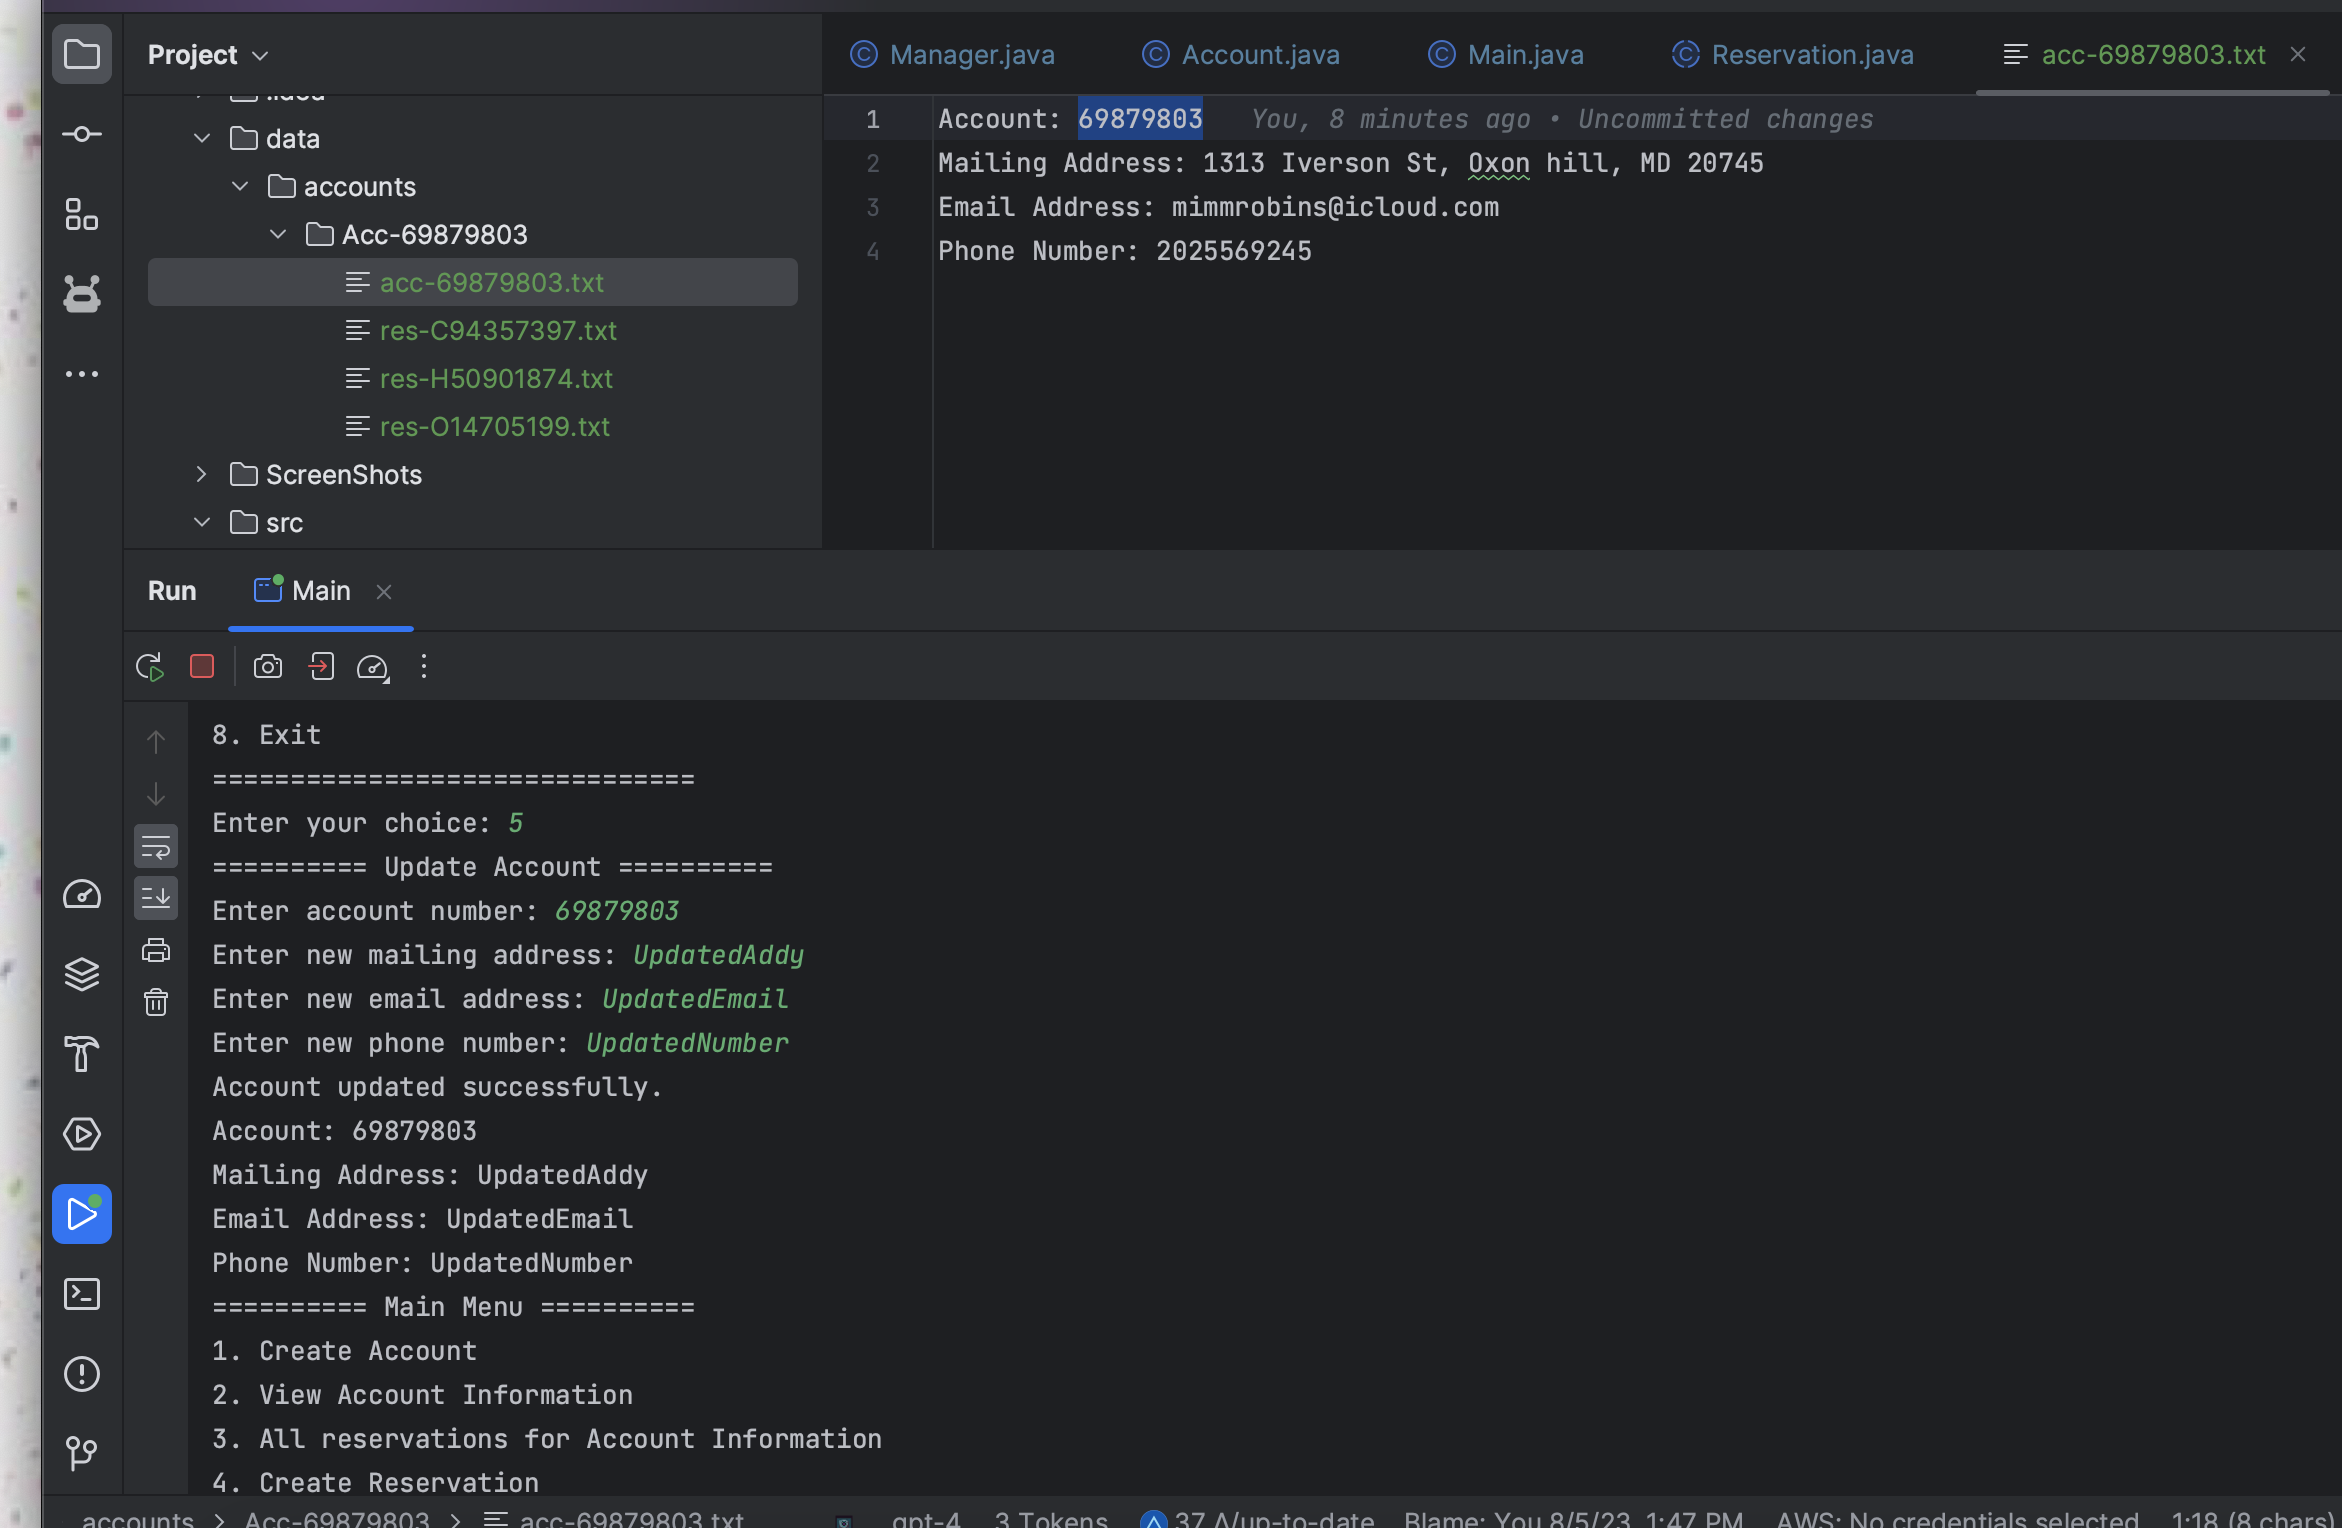 Project
Manager.java
Account.java
Main.java
Reservation.java
acc-69879803.txt
.idea
data
accounts
Acc-69879803
acc-69879803.txt
res-C94357397.txt
res-H50901874.txt
res-O14705199.txt
ScreenShots
src
1 Account: 69879803 You, 8 minutes ago • Uncommitted changes
2 Mailing Address: 1313 Iverson St, Oxon hill, MD 20745
3 Email Address: mimmrobins@icloud.com
4 Phone Number: 2025569245
Run Main
8. Exit
===============================
Enter your choice: 5
========== Update Account ==========
Enter account number: 69879803
Enter new mailing address: UpdatedAddy
Enter new email address: UpdatedEmail
Enter new phone number: UpdatedNumber
Account updated successfully.
Account: 69879803
Mailing Address: UpdatedAddy
Email Address: UpdatedEmail
Phone Number: UpdatedNumber
========== Main Menu ==========
1. Create Account
2. View Account Information
3. All reservations for Account Information
4. Create Reservation
accounts > Acc-69879803 > acc-69879803.txt gpt-4 3 Tokens 37 Δ/up-to-date Blame: You 8/5/23, 1:47 PM AWS: No credentials selected 1:18 (8 chars)